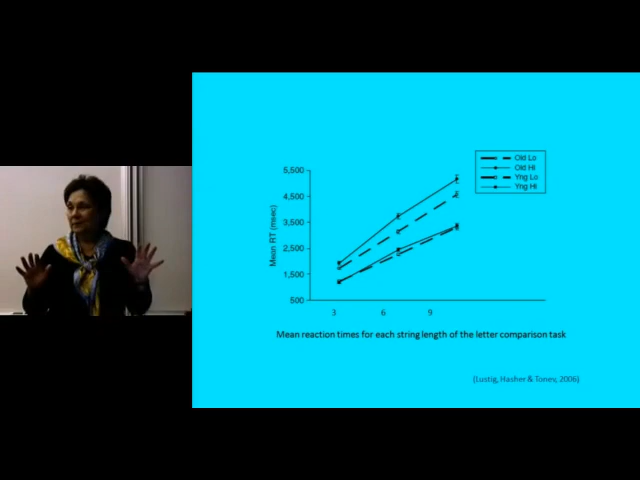 Old Lo
Old Hi
Yng Lo
Yng Hi
5,500
4,500
3,500
2,500
1,500
500
Mean RT (msec)
3 6 9
Mean reaction times for each string length of the letter comparison task
(Lustig, Hasher & Tonev, 2006)